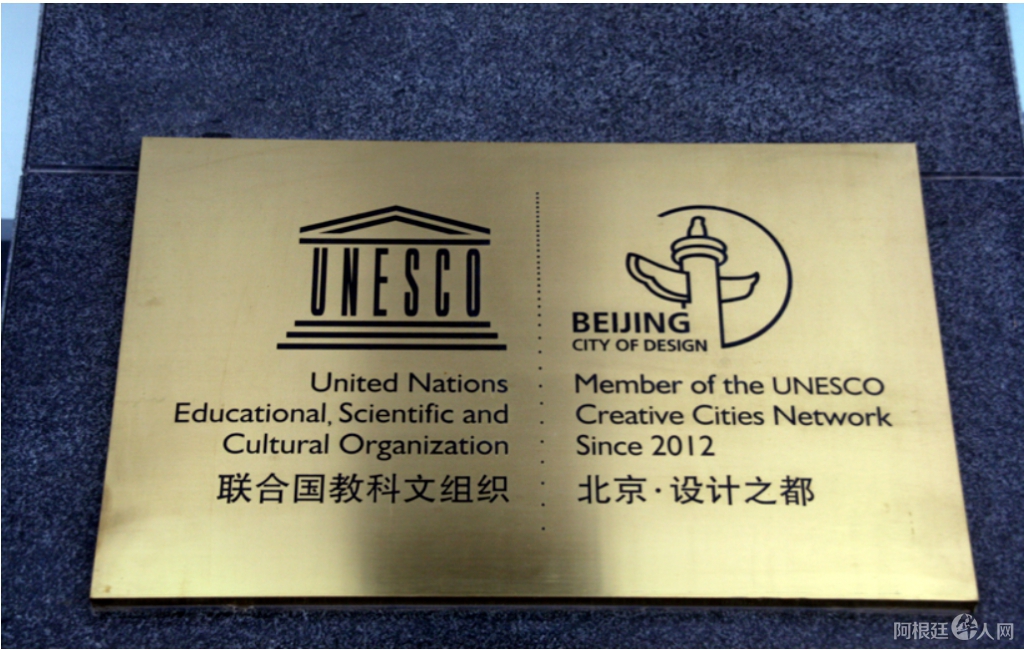 UNESCO
United Nations
Educational, Scientific and
Cultural Organization
联合国教科文组织
BEIJING
CITY OF DESIGN
Member of the UNESCO
Creative Cities Network
Since 2012
北京·设计之都
阿根廷华人网